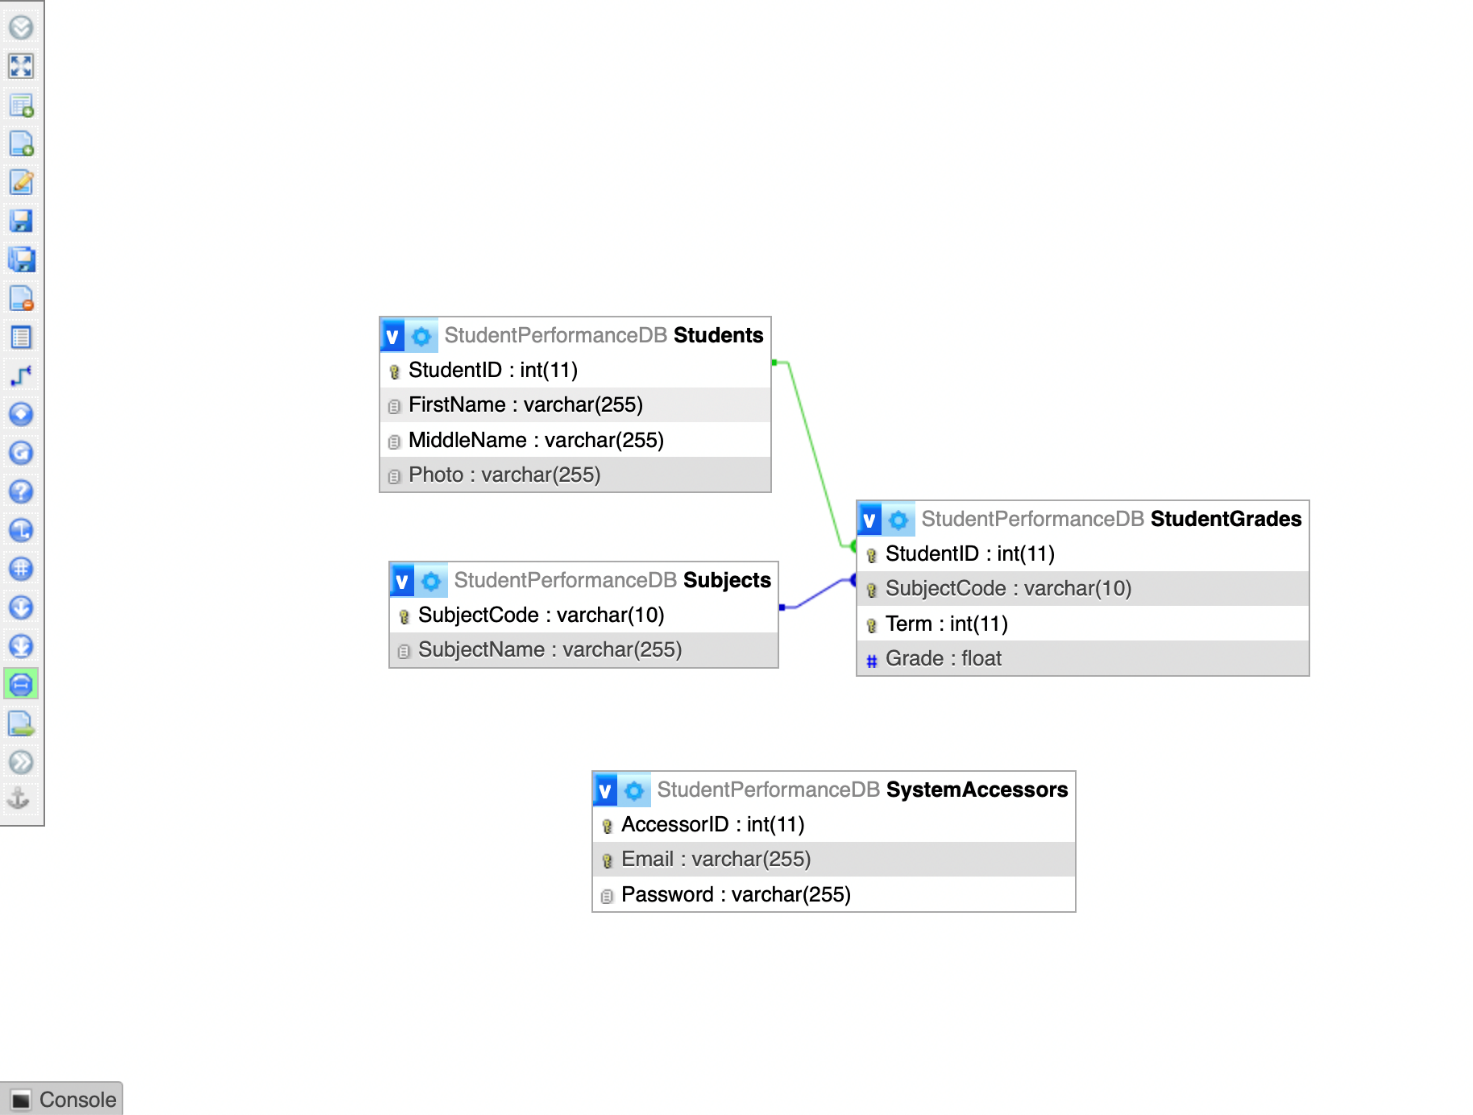 v StudentPerformanceDB Students
StudentID : int(11)
FirstName : varchar(255)
MiddleName : varchar(255)
Photo : varchar(255)
v StudentPerformanceDB StudentGrades
StudentID : int(11)
SubjectCode : varchar(10)
Term : int(11)
# Grade : float
v StudentPerformanceDB Subjects
SubjectCode : varchar(10)
SubjectName : varchar(255)
v StudentPerformanceDB SystemAccessors
AccessorID : int(11)
Email : varchar(255)
Password : varchar(255)
Console